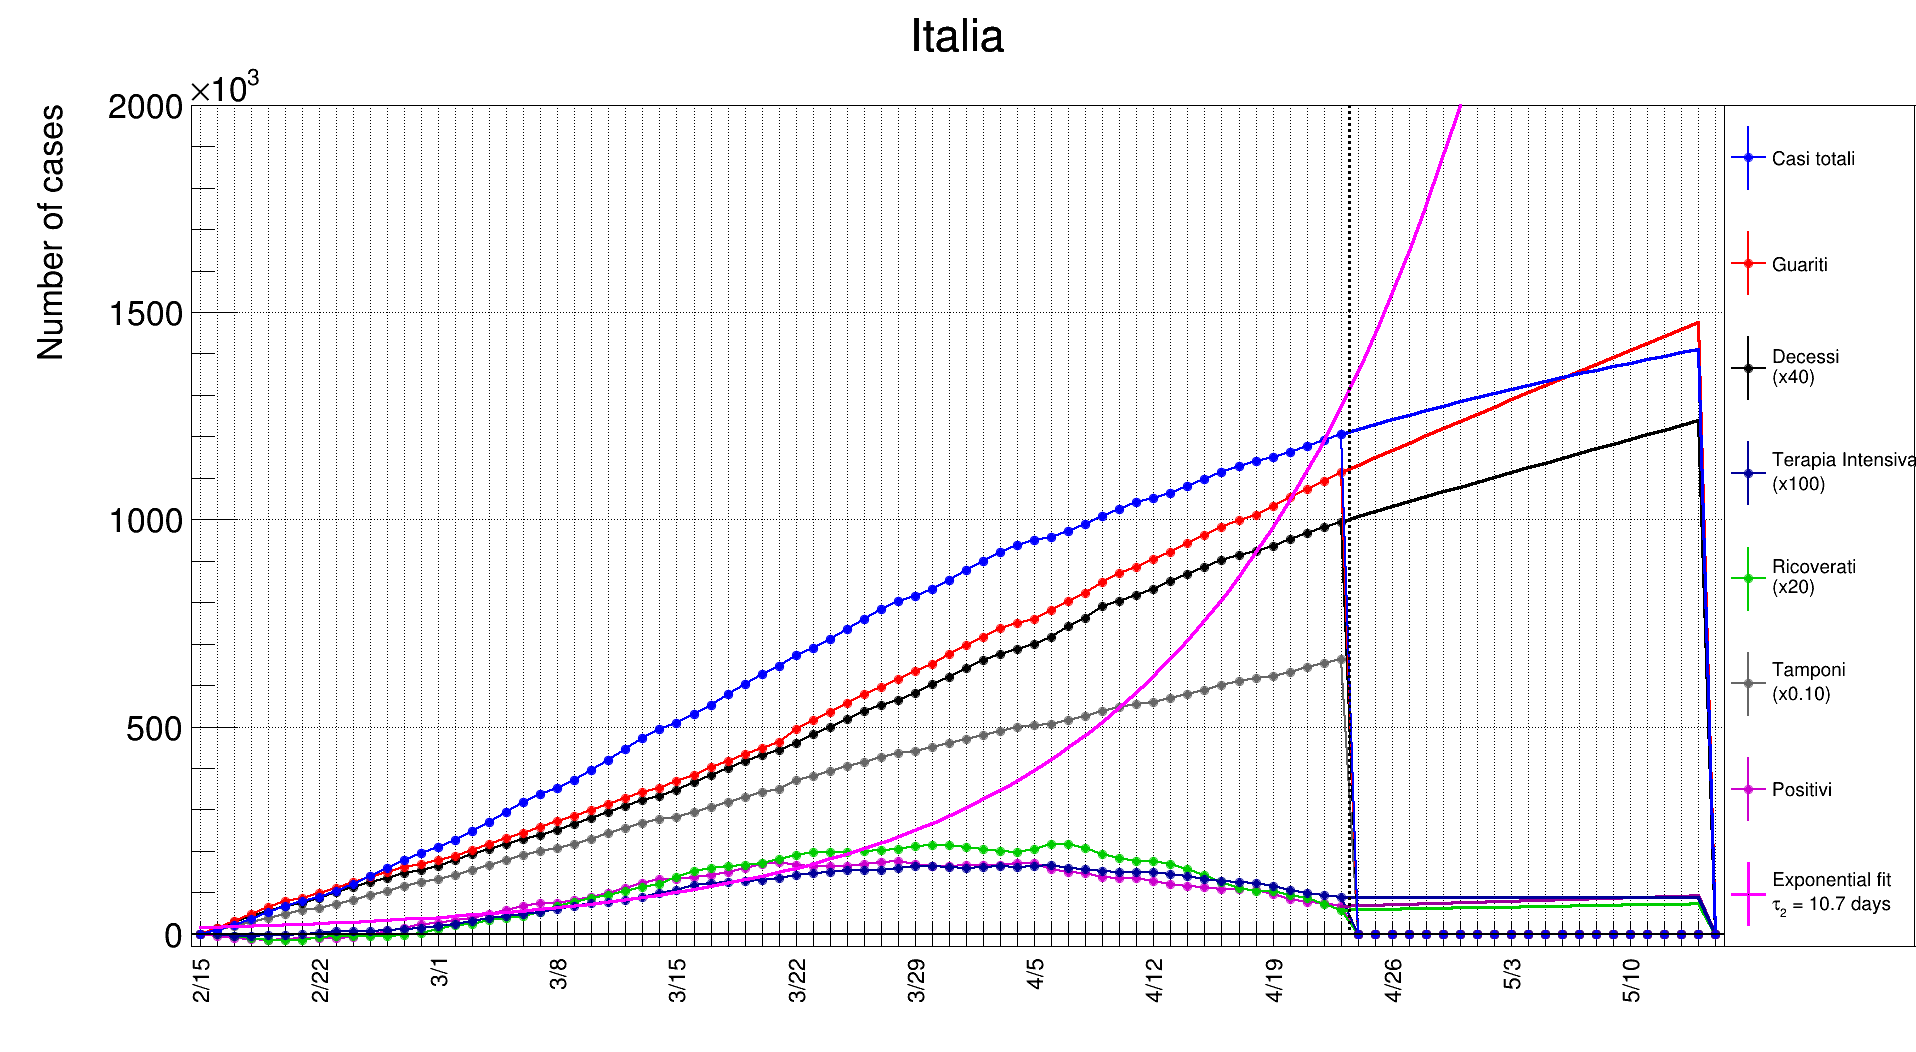 Italia
×10³
Number of cases
2000
1500
1000
500
0
2/15
2/22
3/1
3/8
3/15
3/22
3/29
4/5
4/12
4/19
4/26
5/3
5/10
Casi totali
Guariti
Decessi
(x40)
Terapia Intensiva
(x100)
Ricoverati
(x20)
Tamponi
(x0.10)
Positivi
Exponential fit
τ₂ = 10.7 days